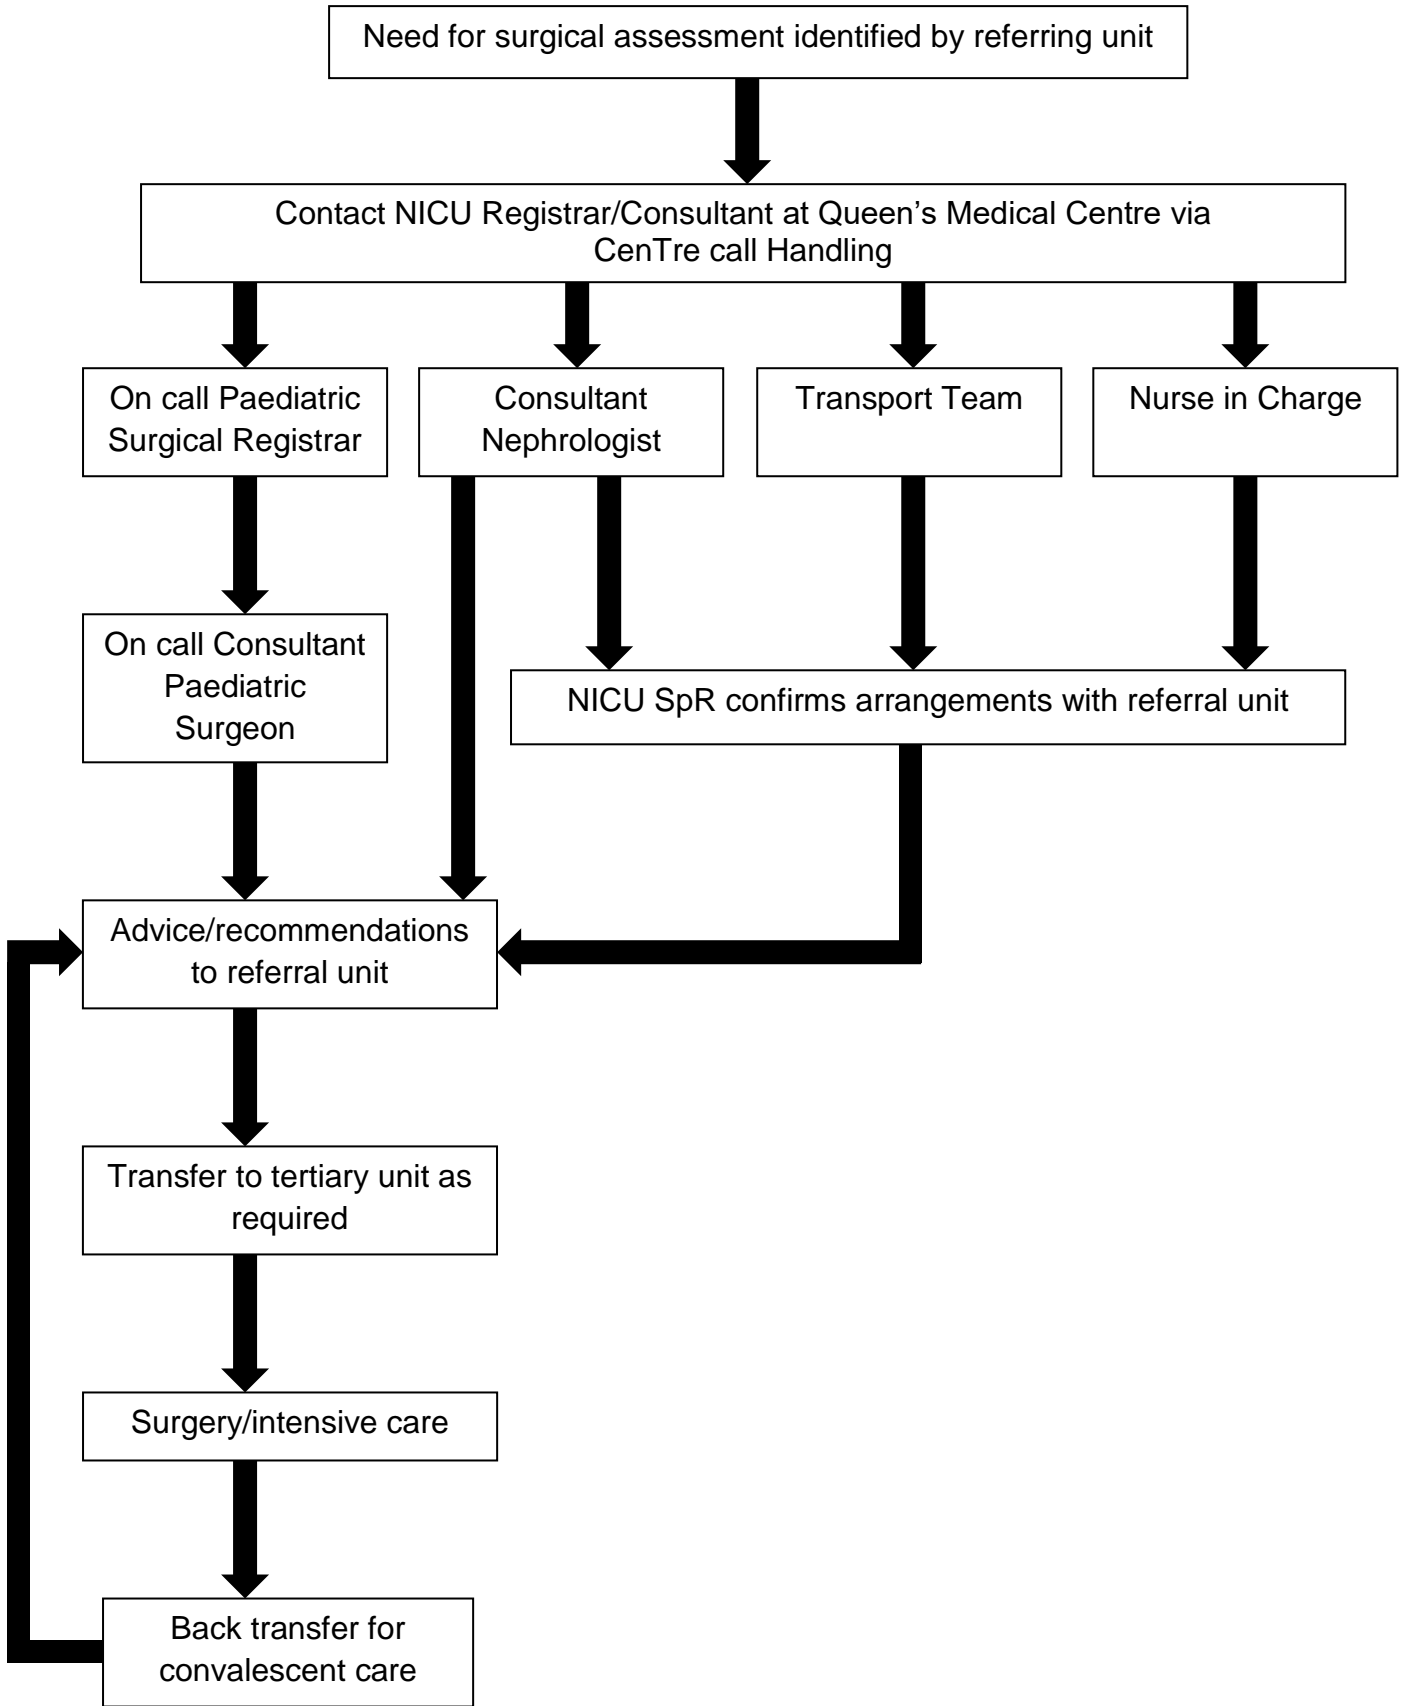 Need for surgical assessment identified by referring unit
Contact NICU Registrar/Consultant at Queen’s Medical Centre via
CenTre call Handling
On call Paediatric
Surgical Registrar
Consultant
Nephrologist
Transport Team
Nurse in Charge
On call Consultant
Paediatric
Surgeon
NICU SpR confirms arrangements with referral unit
Advice/recommendations
to referral unit
Transfer to tertiary unit as
required
Surgery/intensive care
Back transfer for
convalescent care